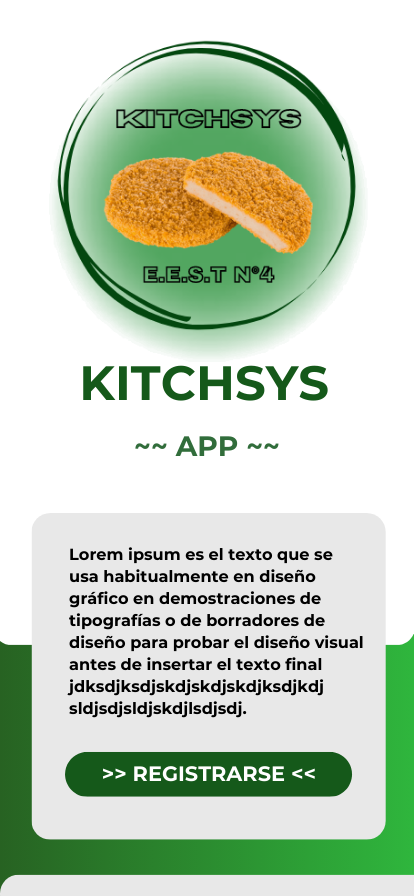 KITCHSYS
E.E.S.T Nº4
KITCHSYS
~~ APP ~~
Lorem ipsum es el texto que se
usa habitualmente en diseño
gráfico en demostraciones de
tipografías o de borradores de
diseño para probar el diseño visual
antes de insertar el texto final
jdksdjksdjskdjskdjskdjksdjkdj
sldjsdjsldjskdjlsdjsdj.
>> REGISTRARSE <<